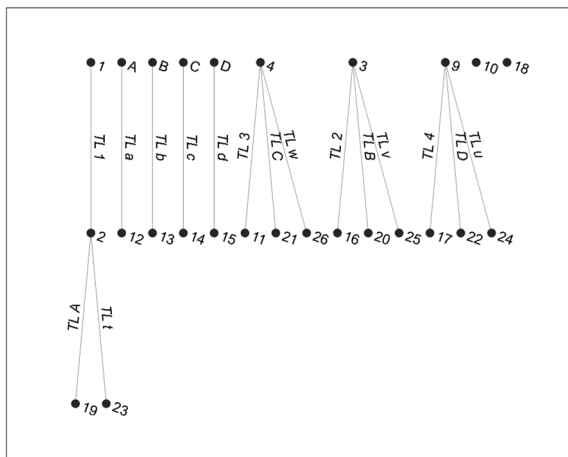 1 A B C D 4 3 9 10 18
TL 1 TL a TL b TL c TL d TL 3 TL C TL w TL 2 TL B TL v TL 4 TL D TL u
2 12 13 14 15 11 21 26 16 20 25 17 22 24
TL A TL t
19 23